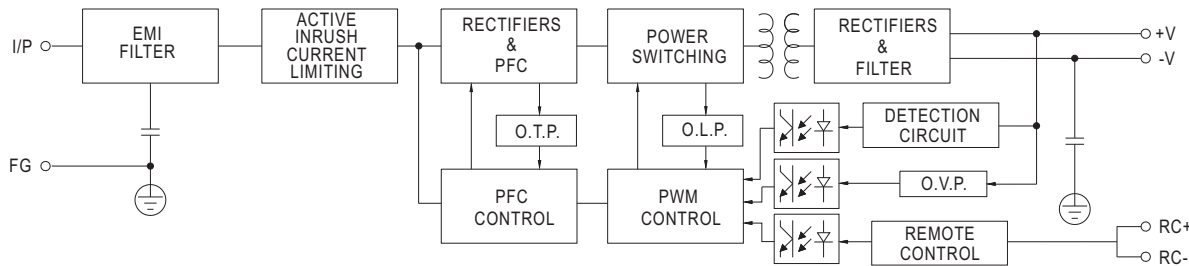 I/P
EMI
FILTER
ACTIVE
INRUSH
CURRENT
LIMITING
RECTIFIERS
&
PFC
POWER
SWITCHING
RECTIFIERS
&
FILTER
+V
-V
O.T.P.
O.L.P.
DETECTION
CIRCUIT
FG
PFC
CONTROL
PWM
CONTROL
O.V.P.
REMOTE
CONTROL
RC+
RC-